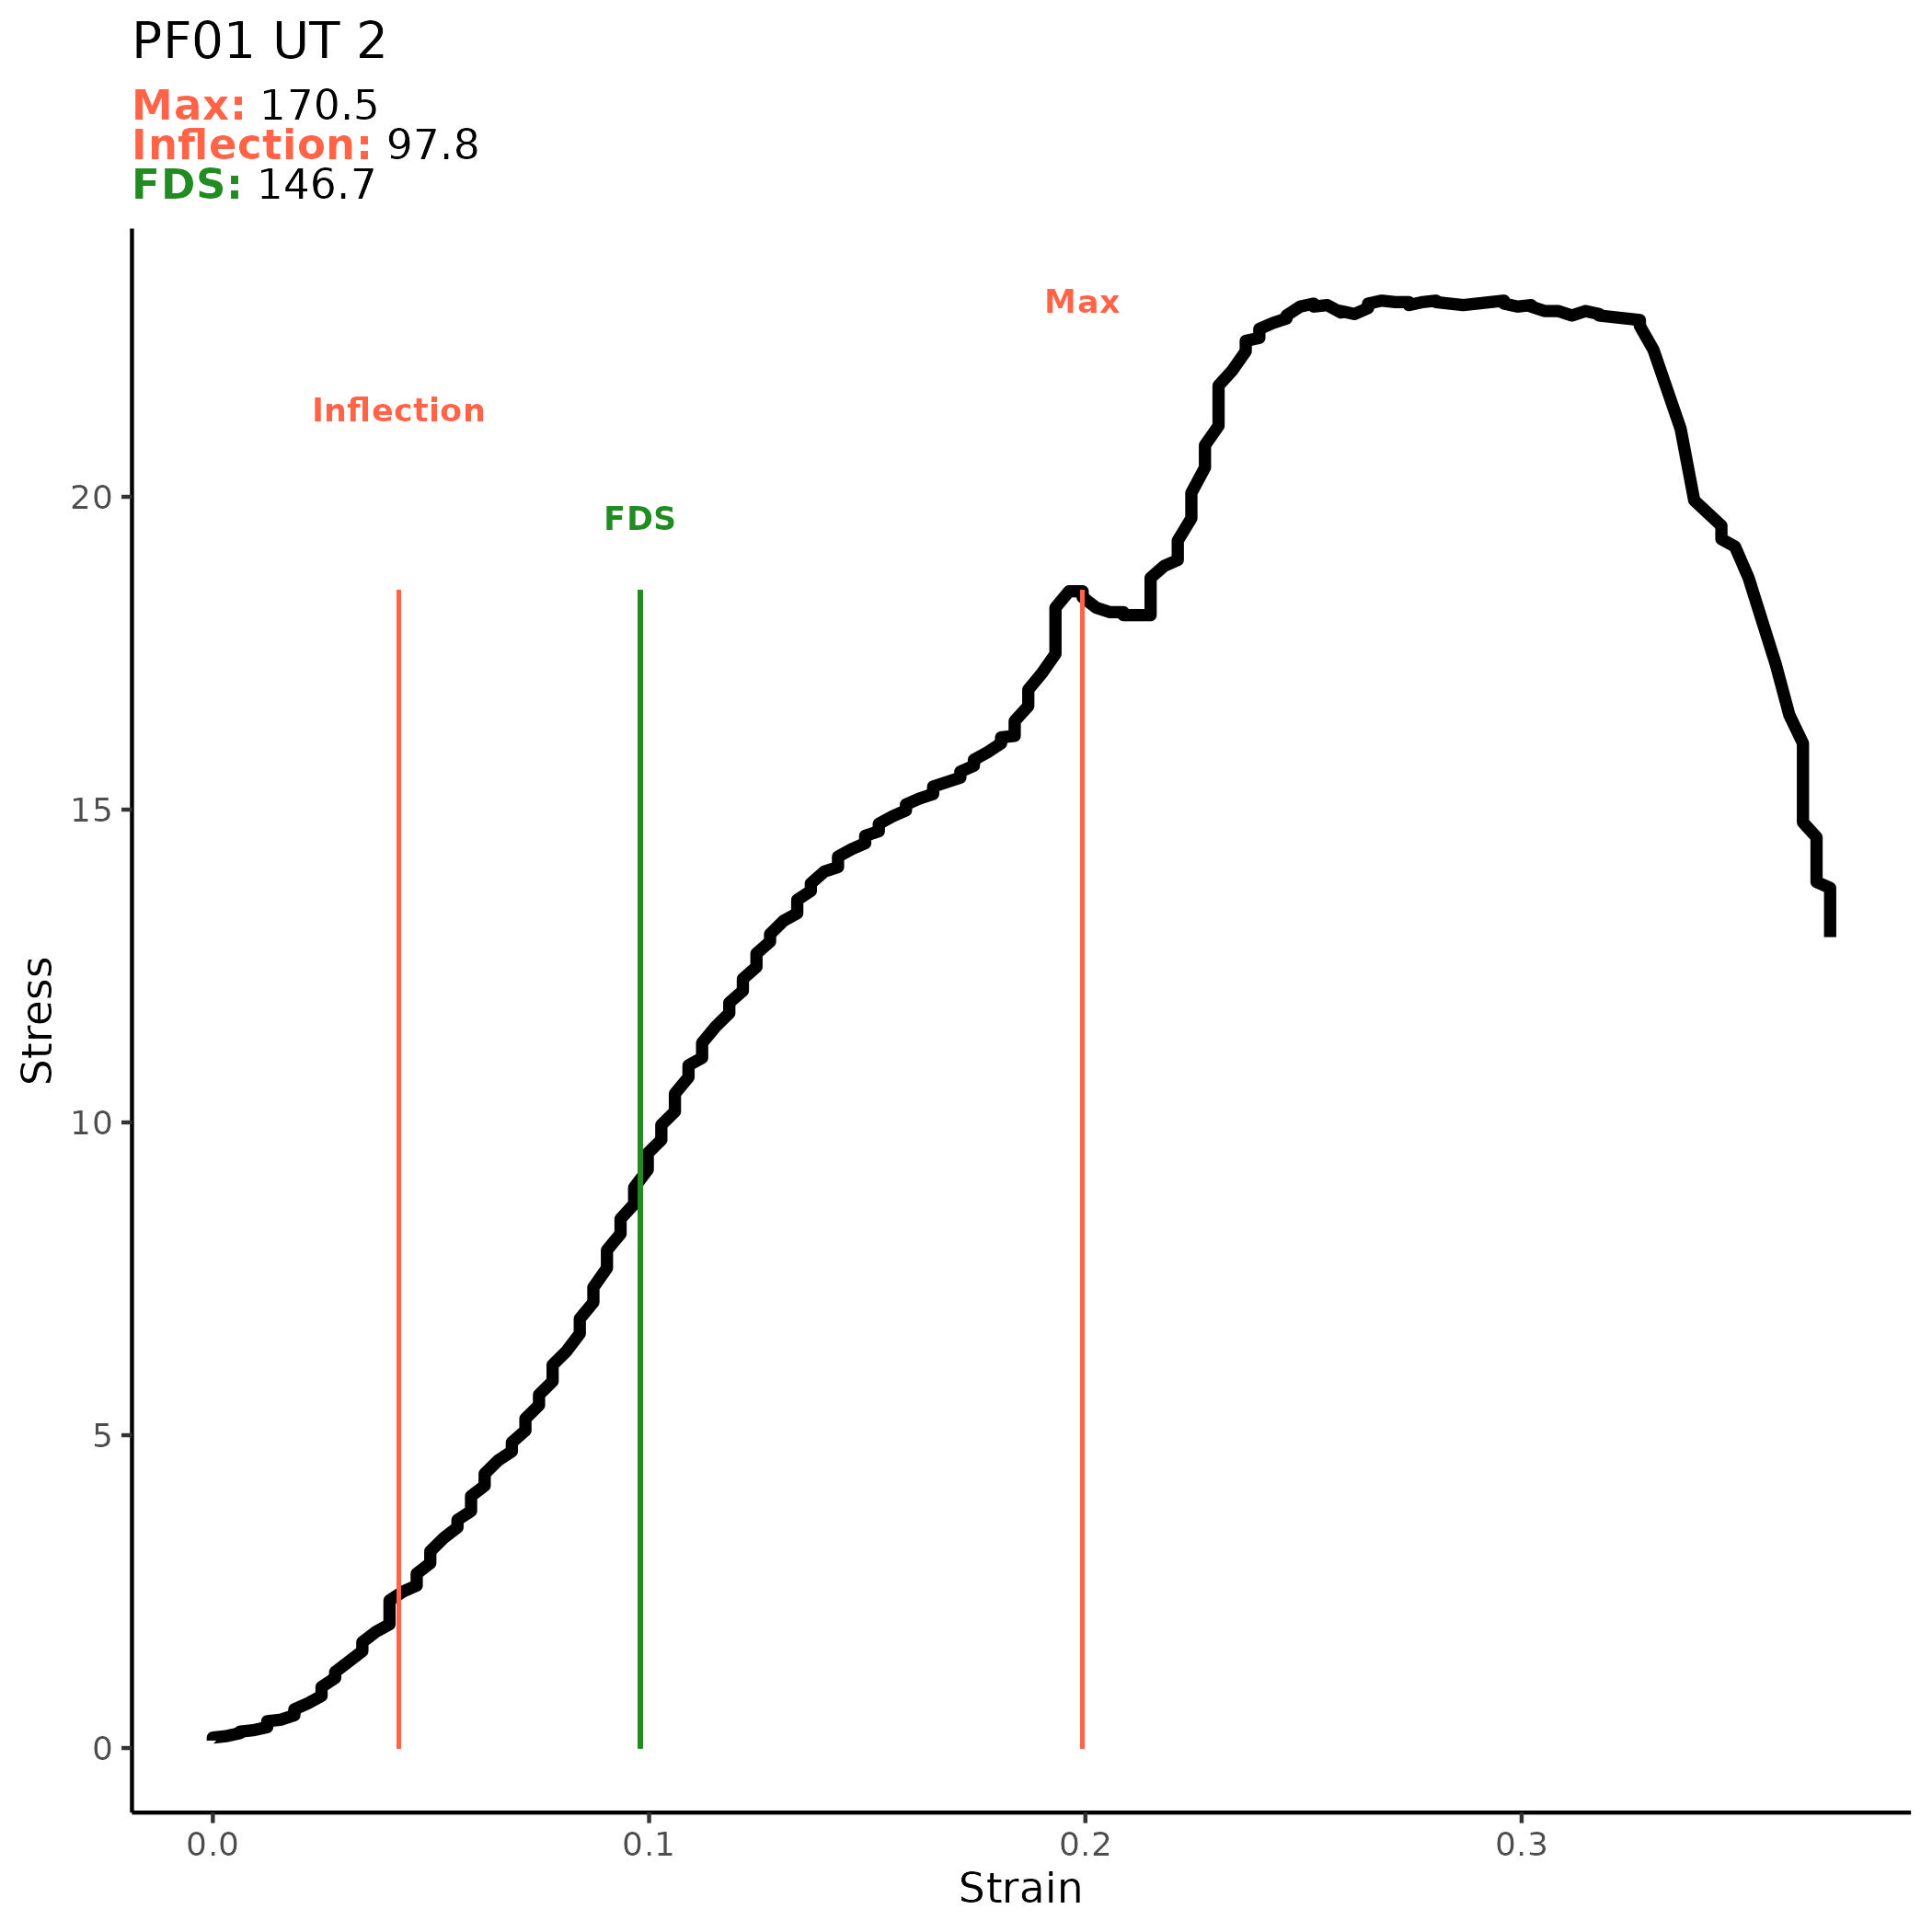 PF01 UT 2
Max: 170.5
Inflection: 97.8
FDS: 146.7
Max
Inflection
FDS
20
15
10
5
0
Stress
0.0 0.1 0.2 0.3
Strain